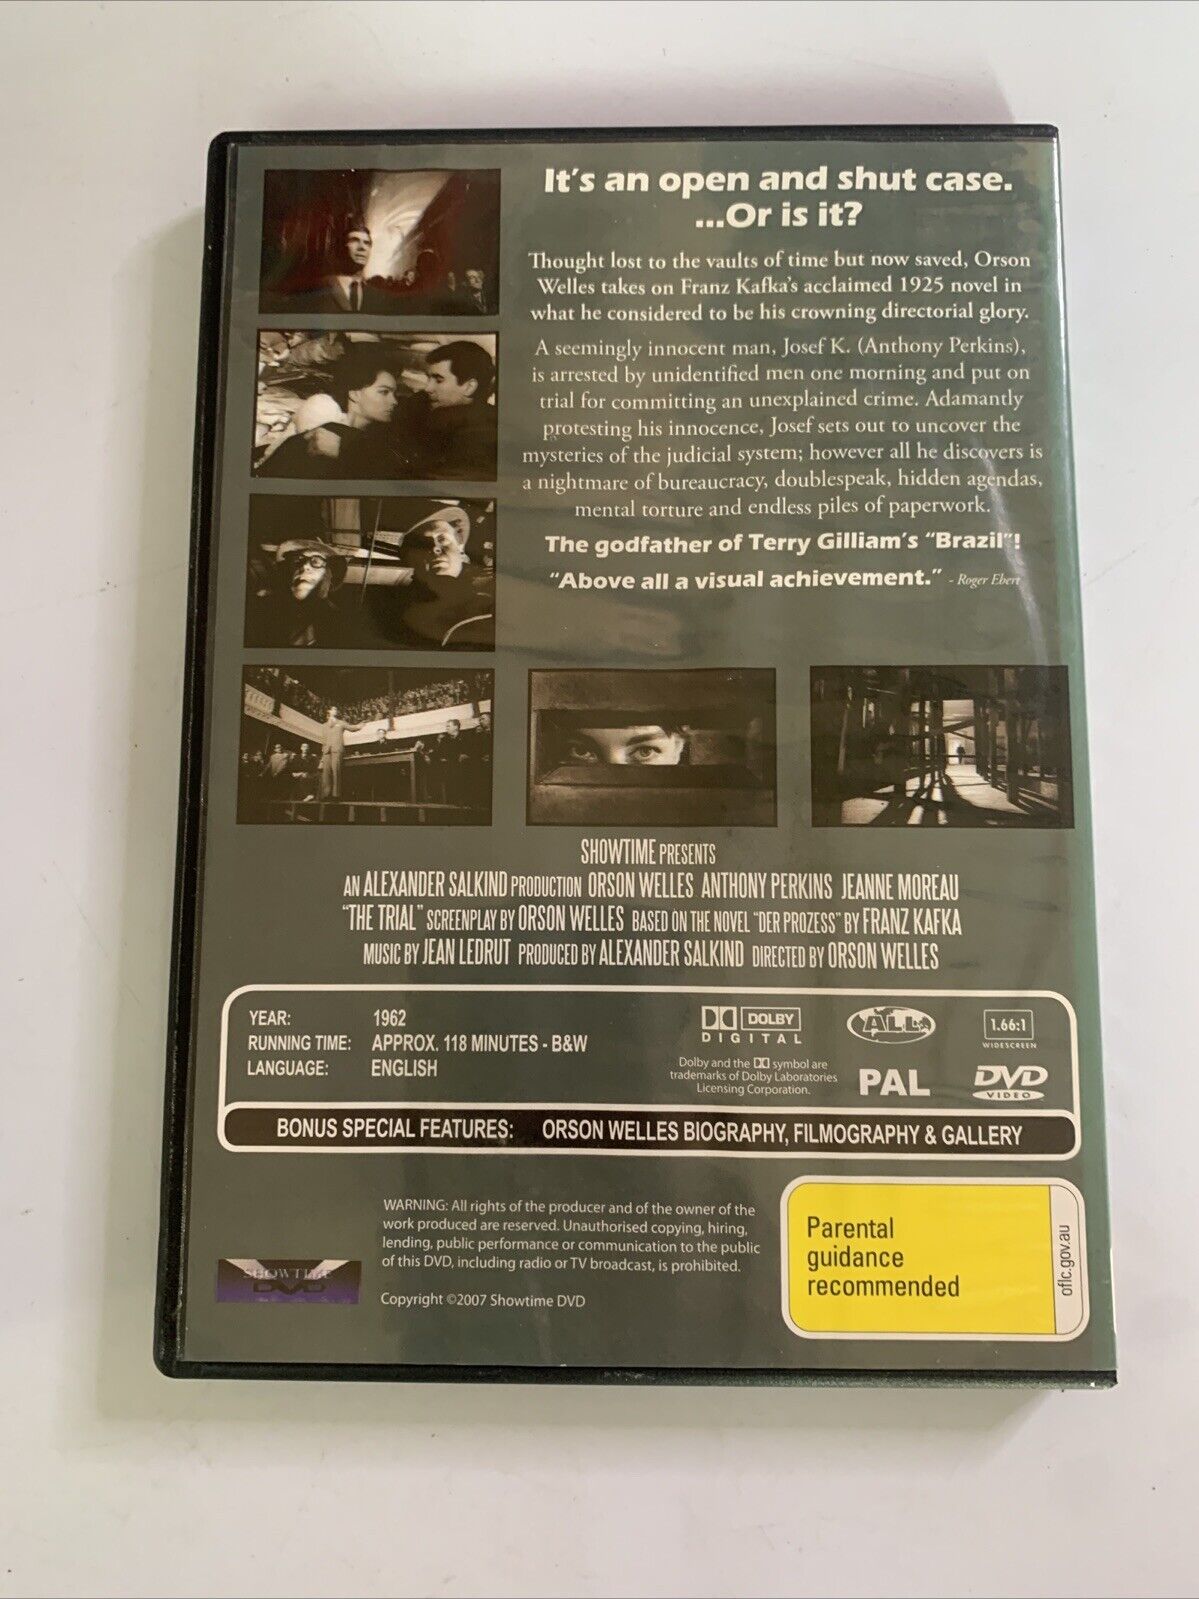 It's an open and shut case.
...Or is it?
Thought lost to the vaults of time but now saved, Orson
Welles takes on Franz Kafka's acclaimed 1925 novel in
what he considered to be his crowning directorial glory.
A seemingly innocent man, Josef K. (Anthony Perkins),
is arrested by unidentified men one morning and put on
trial for committing an unexplained crime. Adamantly
protesting his innocence, Josef sets out to uncover the
mysteries of the judicial system; however all he discovers is
a nightmare of bureaucracy, doublespeak, hidden agendas,
mental torture and endless piles of paperwork.
The godfather of Terry Gilliam's "Brazil"!
"Above all a visual achievement." - Roger Ebert
SHOWTIME PRESENTS
AN ALEXANDER SALKIND PRODUCTION ORSON WELLES ANTHONY PERKINS JEANNE MOREAU
"THE TRIAL" SCREENPLAY BY ORSON WELLES BASED ON THE NOVEL "DER PROZESS" BY FRANZ KAFKA
MUSIC BY JEAN LEDRUT PRODUCED BY ALEXANDER SALKIND DIRECTED BY ORSON WELLES
YEAR: 1962
RUNNING TIME: APPROX. 118 MINUTES - B&W
LANGUAGE: ENGLISH
DOLBY
DIGITAL
Dolby and the symbol are
trademarks of Dolby Laboratories
Licensing Corporation.
ALL
PAL
1.66:1
WIDESCREEN
DVD
VIDEO
BONUS SPECIAL FEATURES: ORSON WELLES BIOGRAPHY, FILMOGRAPHY & GALLERY
WARNING: All rights of the producer and of the owner of the
work produced are reserved. Unauthorised copying, hiring,
lending, public performance or communication to the public
of this DVD, including radio or TV broadcast, is prohibited.
Copyright ©2007 Showtime DVD
SHOWTIME
DVD
Parental
guidance
recommended
oflc.gov.au